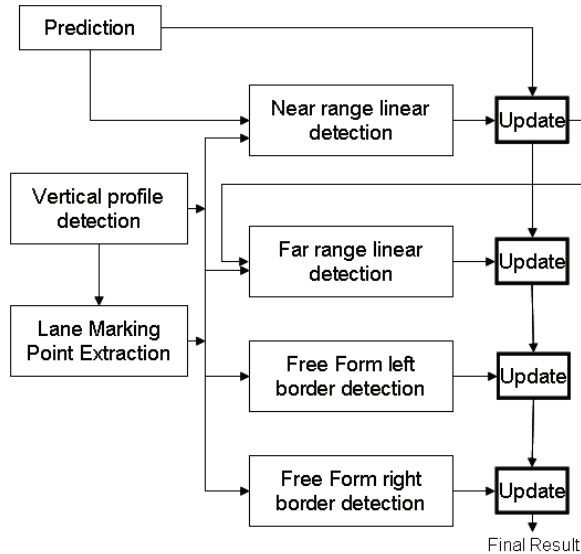 Prediction
Near range linear
detection
Update
Vertical profile
detection
Far range linear
detection
Update
Lane Marking
Point Extraction
Free Form left
border detection
Update
Free Form right
border detection
Update
Final Result